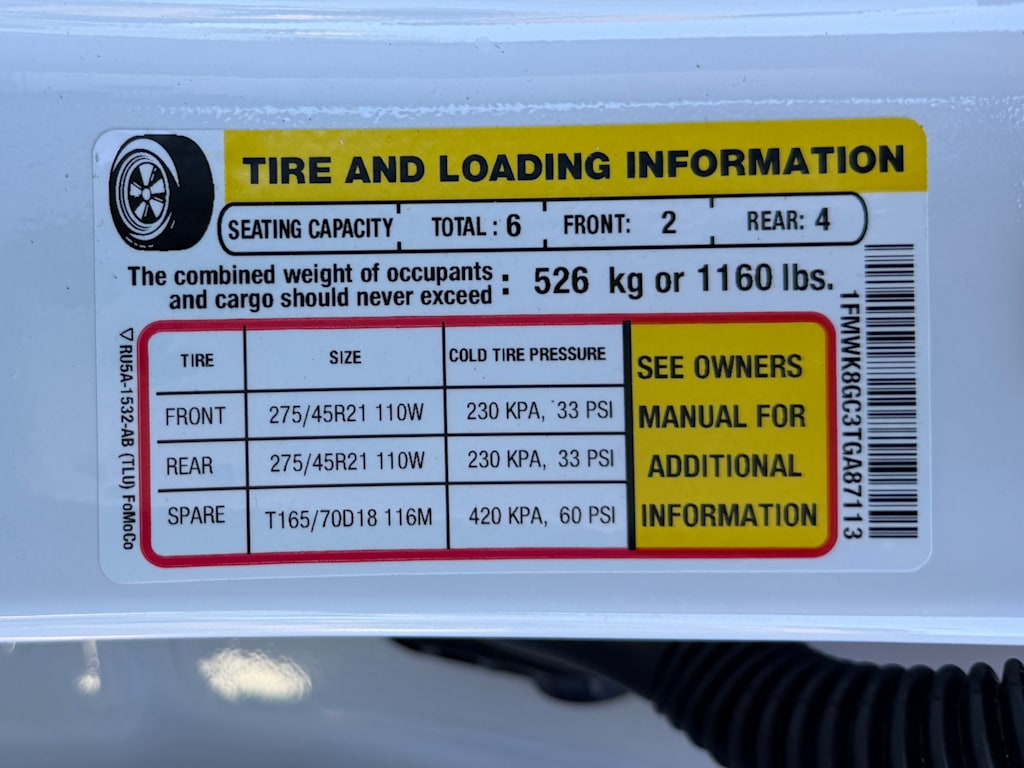 TIRE AND LOADING INFORMATION
SEATING CAPACITY TOTAL : 6 FRONT: 2 REAR: 4
The combined weight of occupants
and cargo should never exceed : 526 kg or 1160 lbs.
TIRE SIZE COLD TIRE PRESSURE
FRONT 275/45R21 110W 230 KPA, 33 PSI
REAR 275/45R21 110W 230 KPA, 33 PSI
SPARE T165/70D18 116M 420 KPA, 60 PSI
SEE OWNERS
MANUAL FOR
ADDITIONAL
INFORMATION
1FMWK8GC3TGA87113
RU5A-1532-AB (TLU) FoMoCo